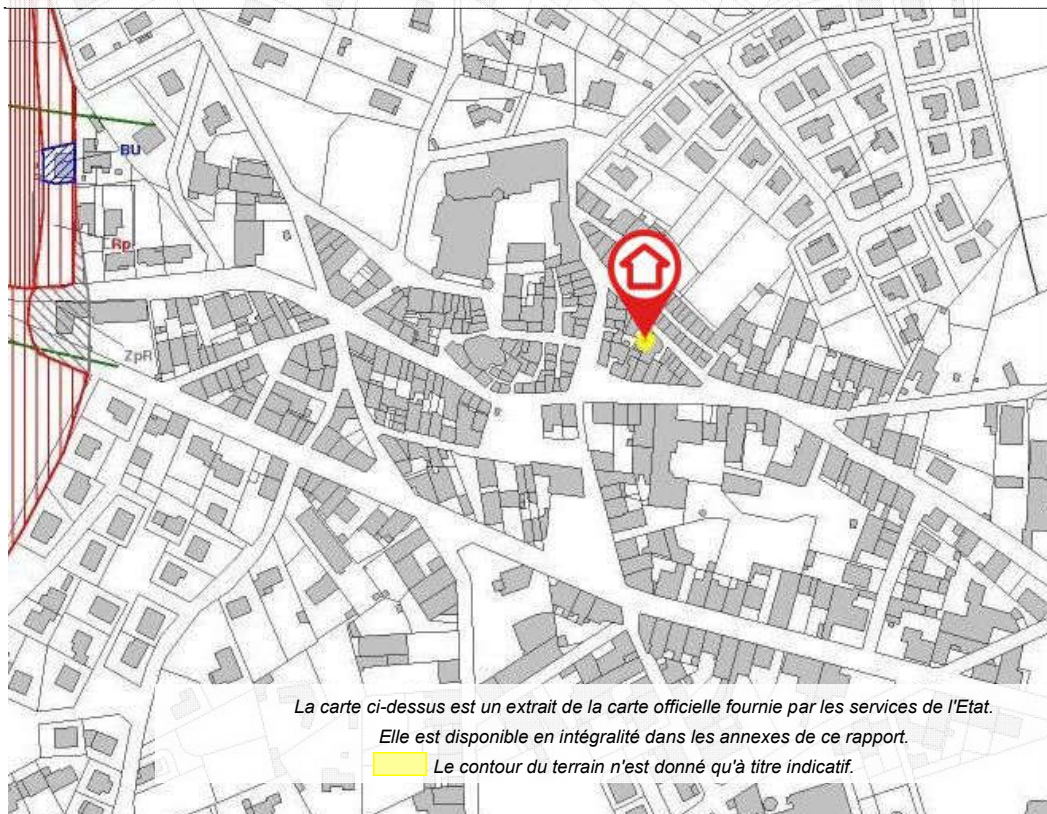 BU
Rp
ZpR
La carte ci-dessus est un extrait de la carte officielle fournie par les services de l'Etat.
Elle est disponible en intégralité dans les annexes de ce rapport.
Le contour du terrain n'est donné qu'à titre indicatif.